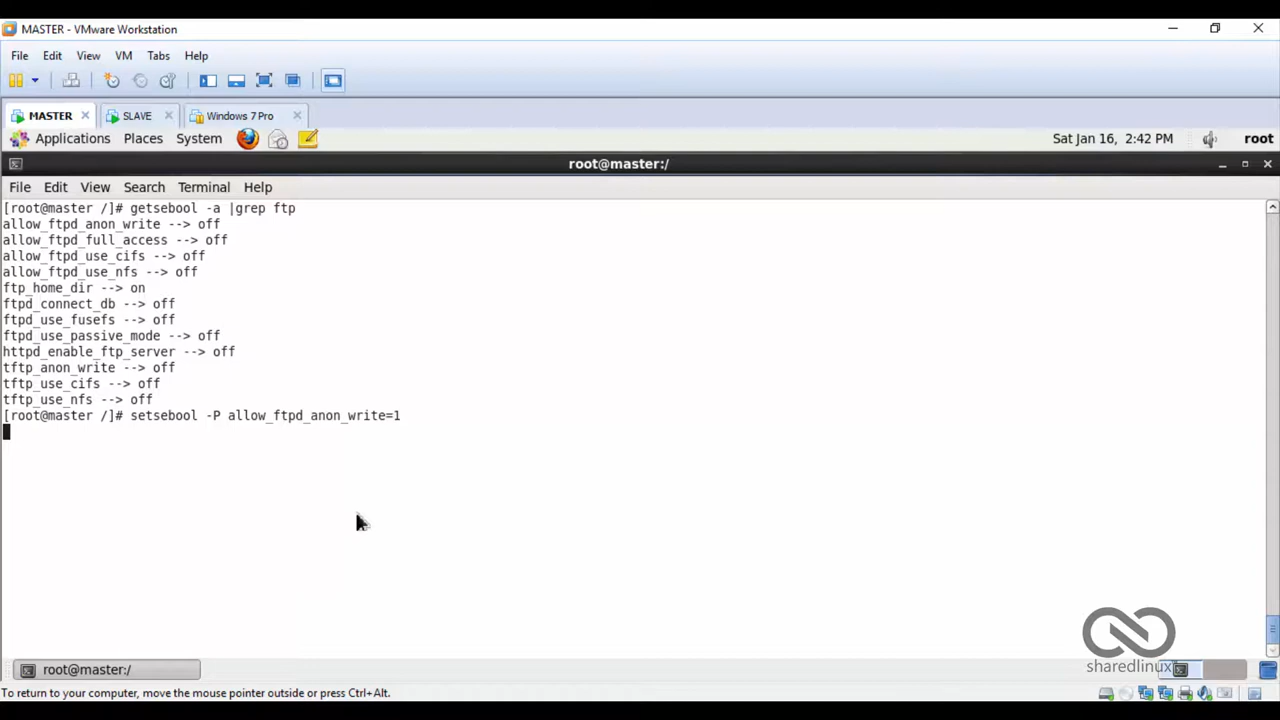 MASTER - VMware Workstation
File Edit View VM Tabs Help
MASTER SLAVE Windows 7 Pro
Applications Places System Sat Jan 16, 2:42 PM root
root@master:/
File Edit View Search Terminal Help
[root@master /]# getsebool -a |grep ftp
allow_ftpd_anon_write --> off
allow_ftpd_full_access --> off
allow_ftpd_use_cifs --> off
allow_ftpd_use_nfs --> off
ftp_home_dir --> on
ftpd_connect_db --> off
ftpd_use_fusefs --> off
ftpd_use_passive_mode --> off
httpd_enable_ftp_server --> off
tftp_anon_write --> off
tftp_use_cifs --> off
tftp_use_nfs --> off
[root@master /]# setsebool -P allow_ftpd_anon_write=1
sharedlinux
root@master:/
To return to your computer, move the mouse pointer outside or press Ctrl+Alt.